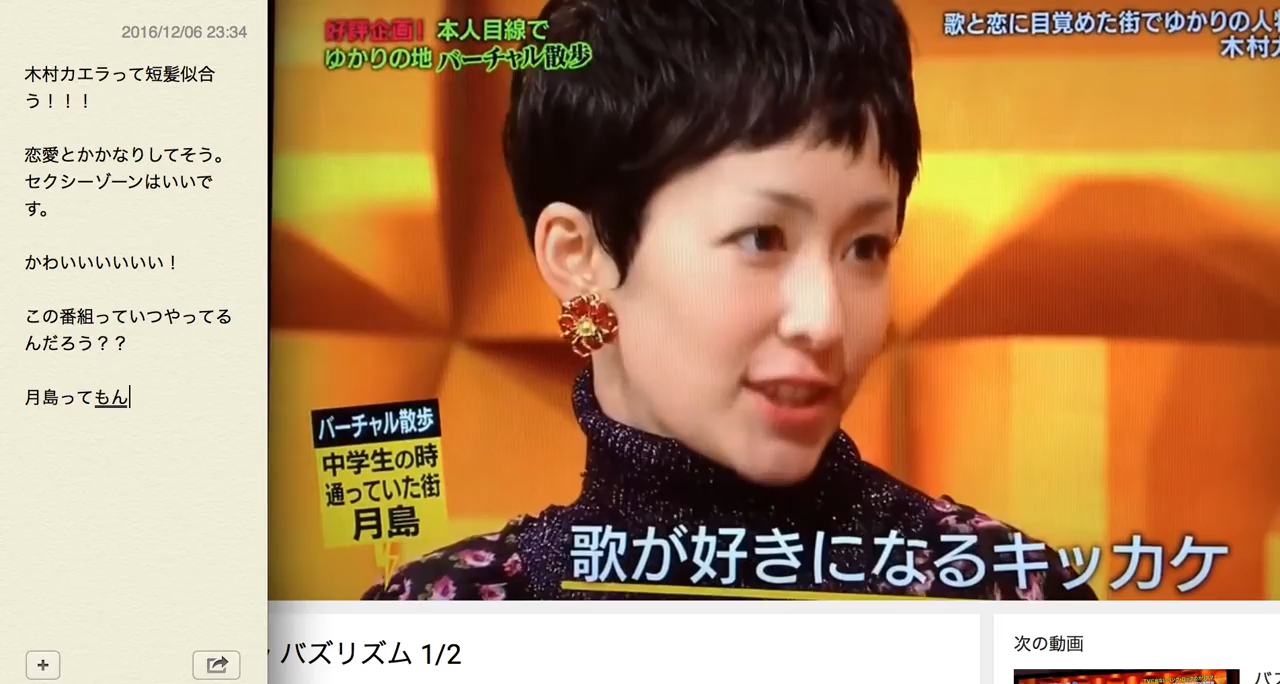 2016/12/06 23:34
木村カエラって短髪似合
う！！！
恋愛とかかなりしてそう。
セクシーゾーンはいいで
す。
かわいいいいいい！
この番組っていつやってる
んだろう？？
月島ってもん
好評企画！本人目線で
ゆかりの地 バーチャル散歩
歌と恋に目覚めた街でゆかりの人
木村カ
バーチャル散歩
中学生の時
通っていた街
月島
歌が好きになるキッカケ
バズリズム 1/2
次の動画
バズ